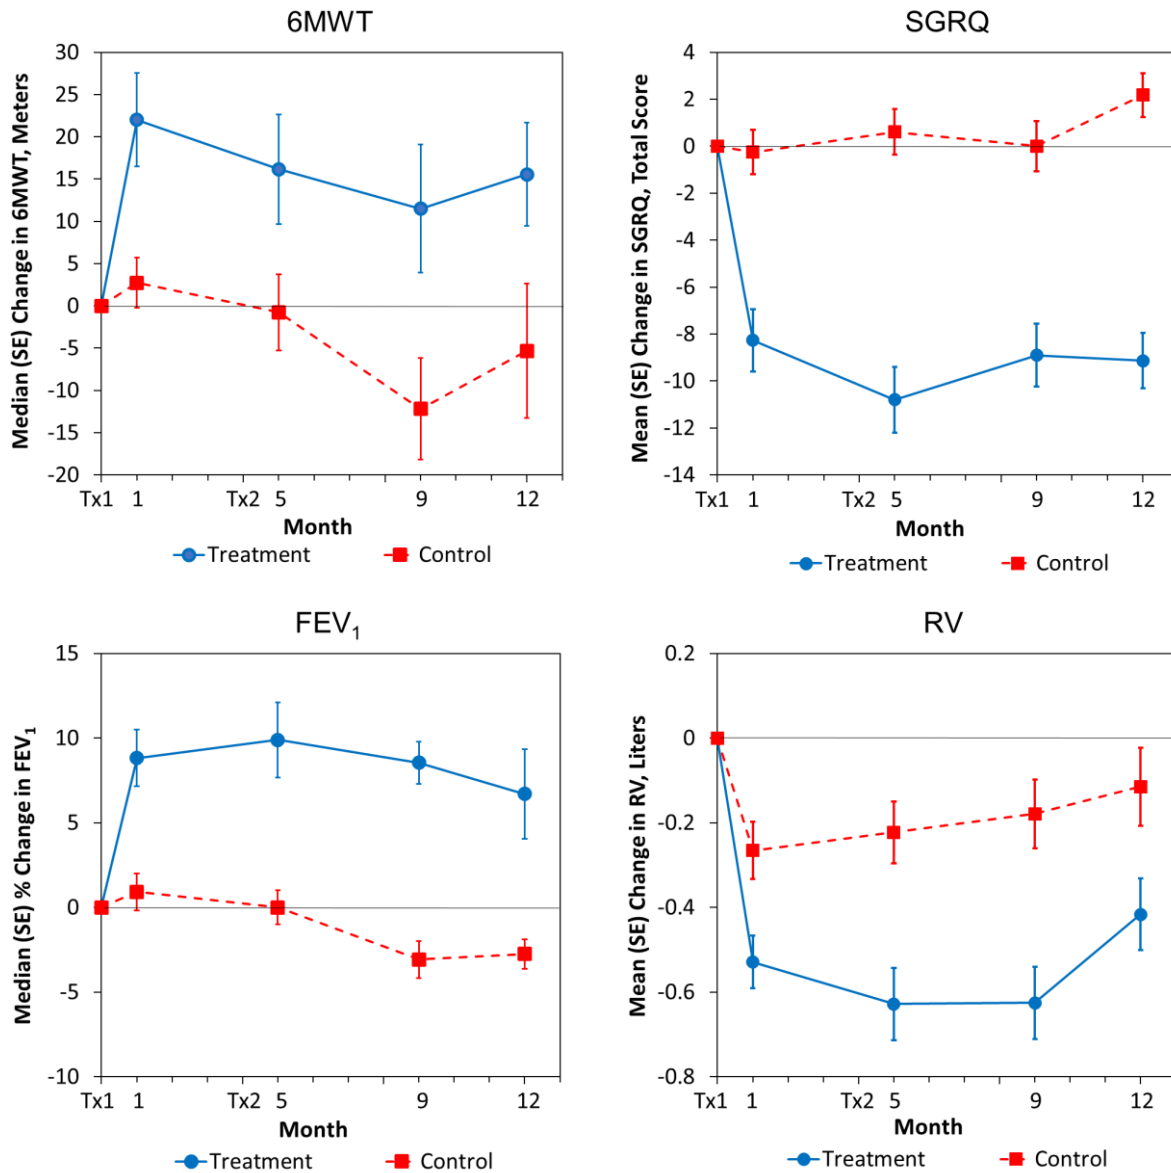 6MWT
Median (SE) Change in 6MWT, Meters
30
25
20
15
10
5
0
-5
-10
-15
-20
Tx1 1 Tx2 5 9 12
Month
Treatment Control
SGRQ
Mean (SE) Change in SGRQ, Total Score
4
2
0
-2
-4
-6
-8
-10
-12
-14
Tx1 1 Tx2 5 9 12
Month
Treatment Control
FEV1
Median (SE) % Change in FEV1
15
10
5
0
-5
-10
Tx1 1 Tx2 5 9 12
Month
Treatment Control
RV
Mean (SE) Change in RV, Liters
0.2
0
-0.2
-0.4
-0.6
-0.8
Tx1 1 Tx2 5 9 12
Month
Treatment Control